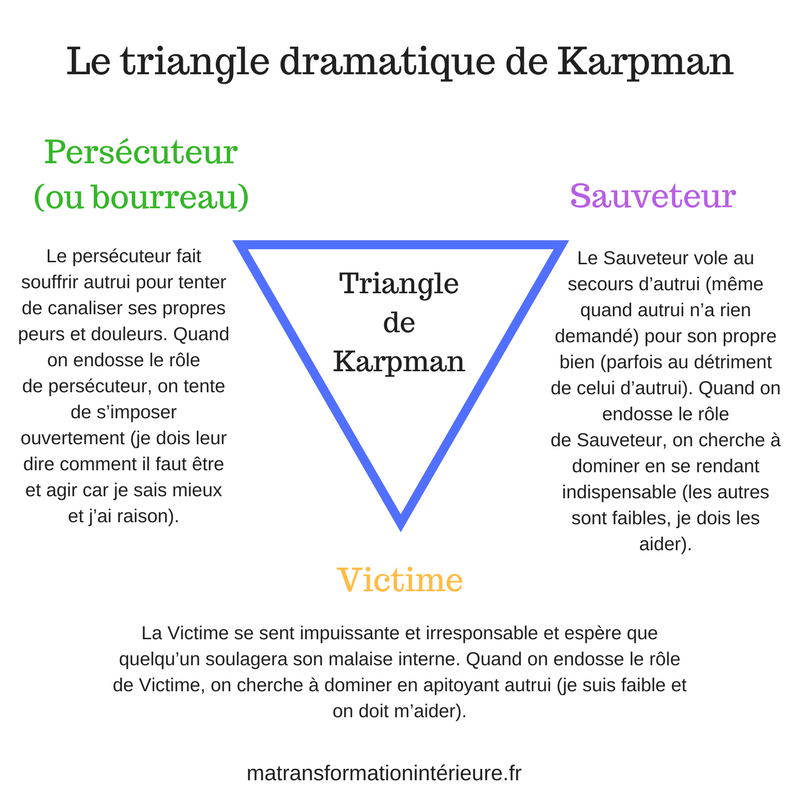 Le triangle dramatique de Karpman
Persécuteur
(ou bourreau)
Le persécuteur fait
souffrir autrui pour tenter
de canaliser ses propres
peurs et douleurs. Quand
on endosse le rôle
de persécuteur, on tente
de s’imposer
ouvertement (je dois leur
dire comment il faut être
et agir car je sais mieux
et j’ai raison).
Triangle
de
Karpman
Sauveteur
Le Sauveteur vole au
secours d’autrui (même
quand autrui n’a rien
demandé) pour son propre
bien (parfois au détriment
de celui d’autrui). Quand on
endosse le rôle
de Sauveteur, on cherche à
dominer en se rendant
indispensable (les autres
sont faibles, je dois les
aider).
Victime
La Victime se sent impuissante et irresponsable et espère que
quelqu’un soulagera son malaise interne. Quand on endosse le rôle
de Victime, on cherche à dominer en apitoyant autrui (je suis faible et
on doit m’aider).
matransformationintérieure.fr